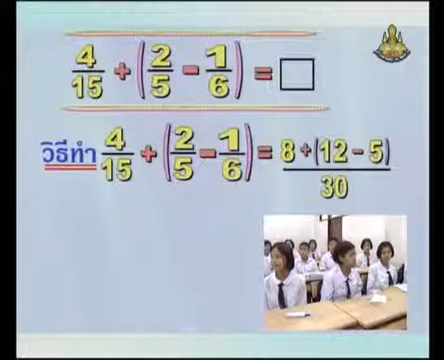 4/15 + (2/5 - 1/6) = □
วิธีทำ 4/15 + (2/5 - 1/6) = 8 + (12 - 5)/30